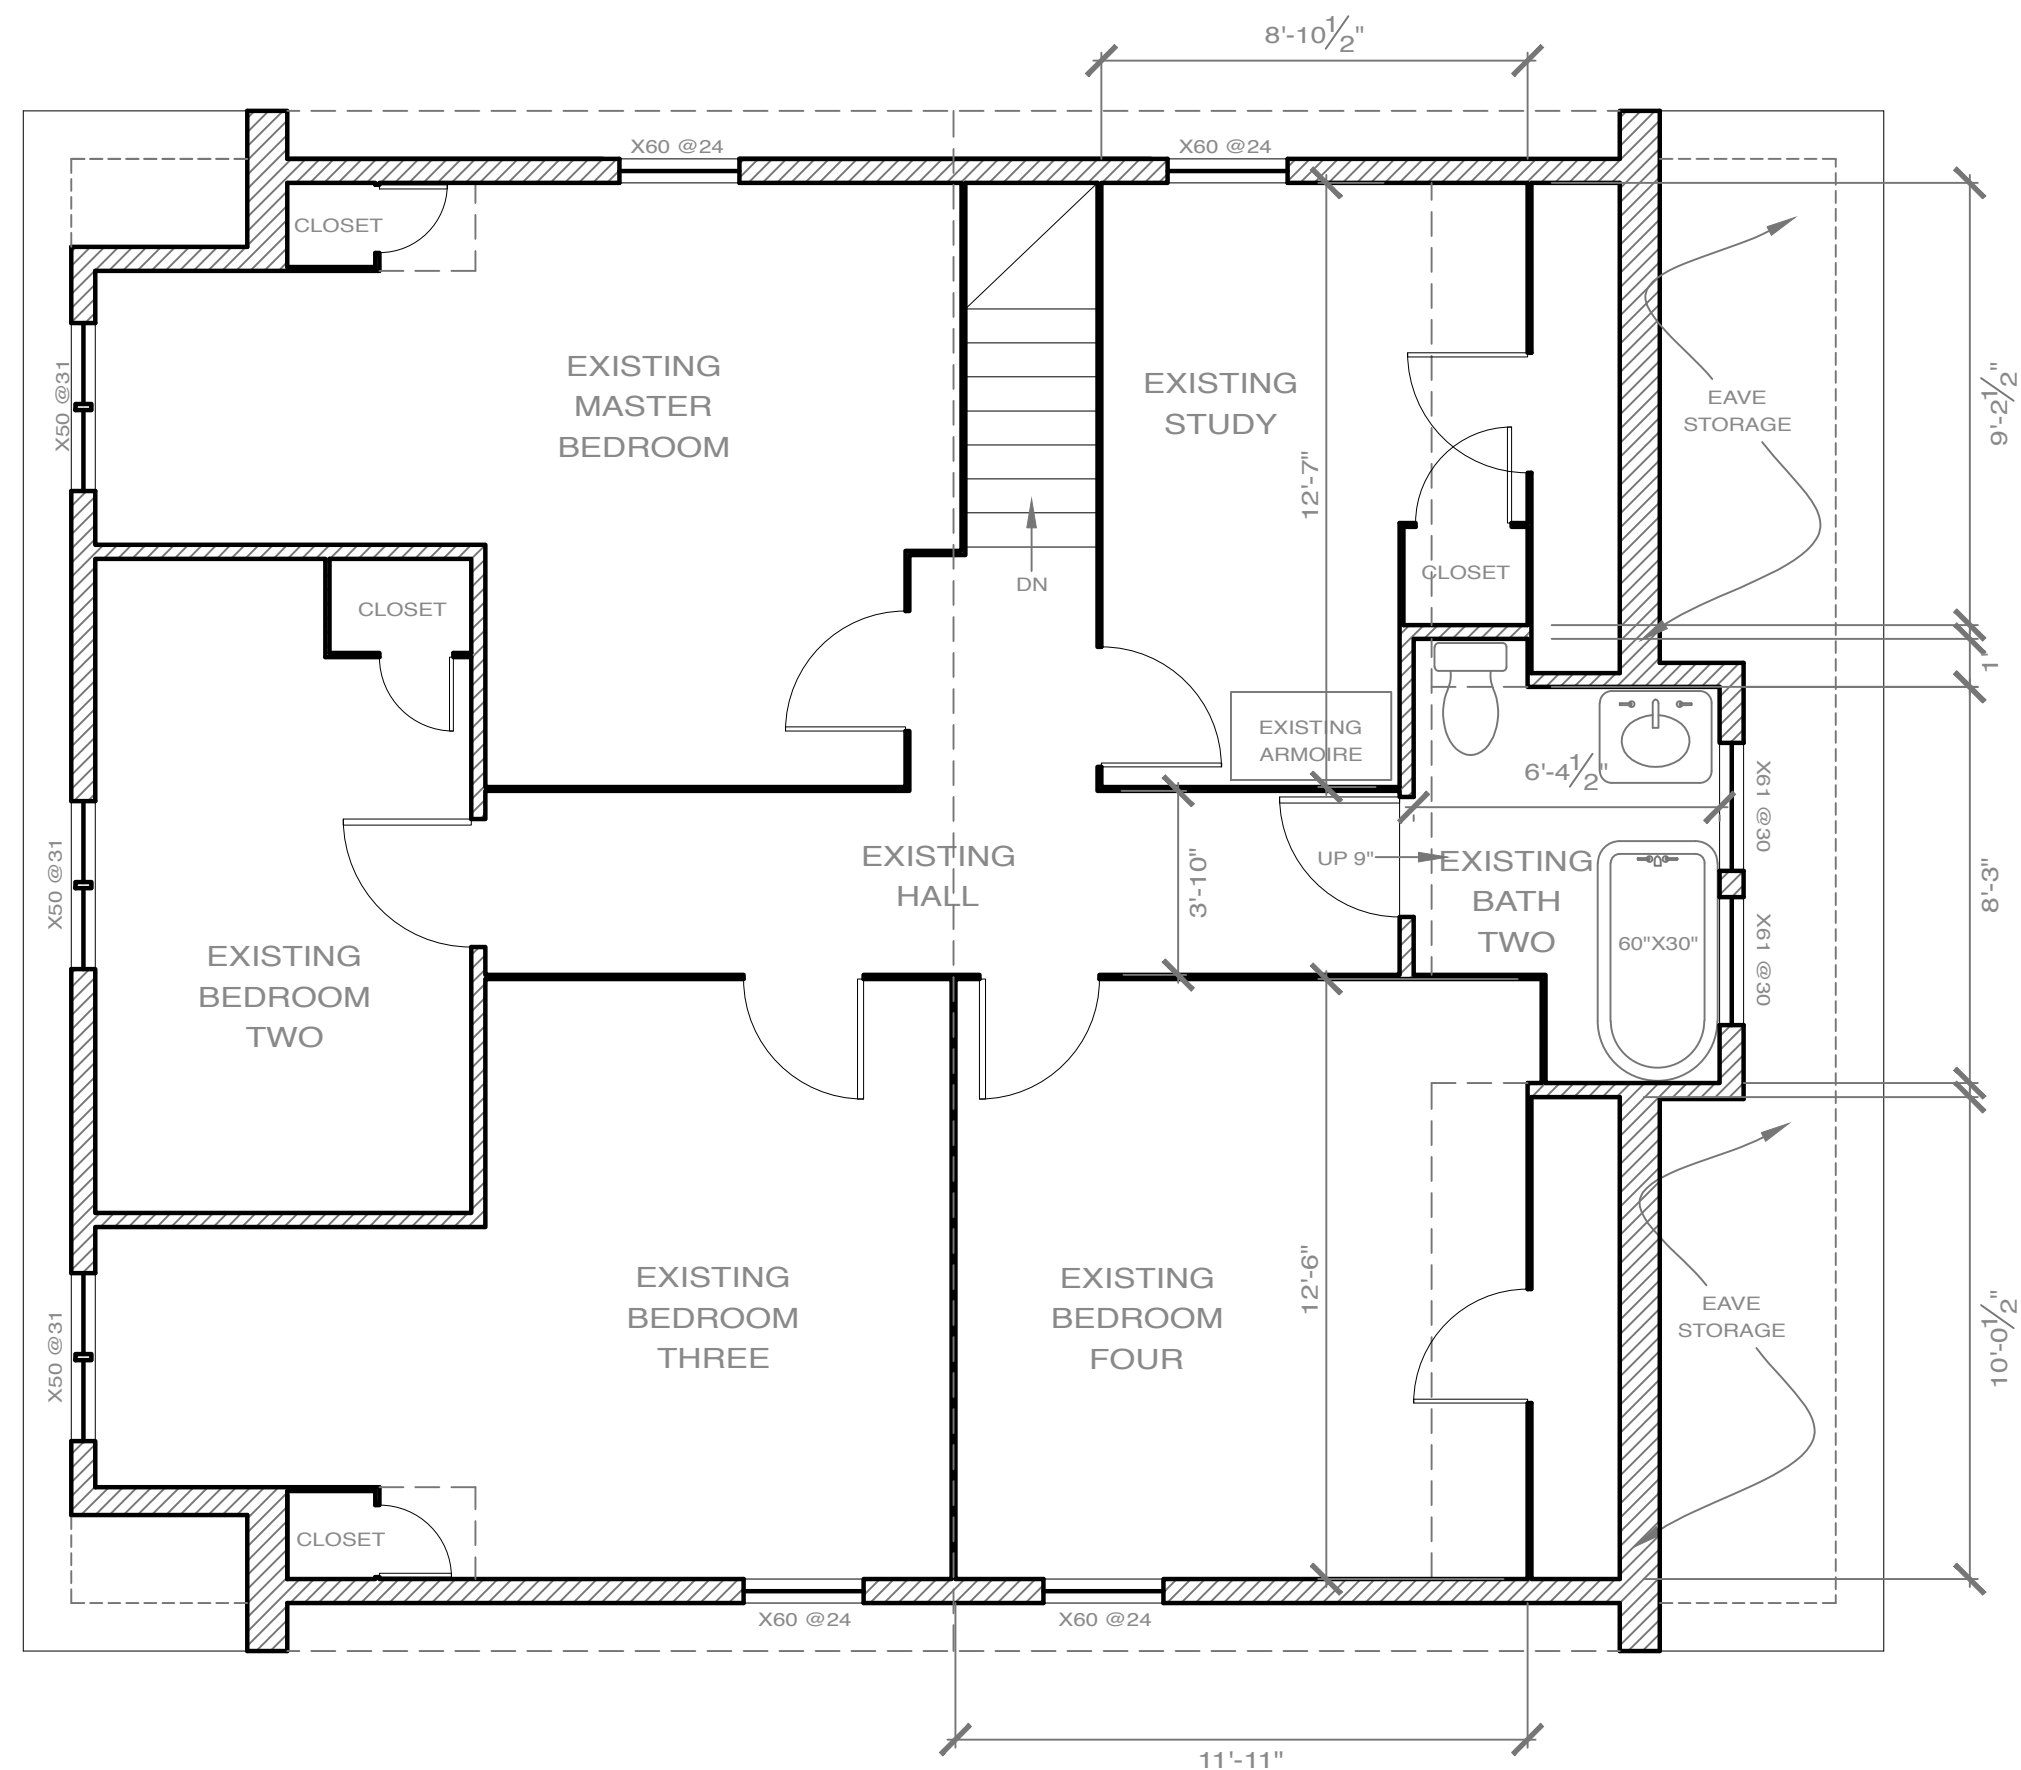 8'-10½"
X60 @24
X60 @24
CLOSET
EXISTING
MASTER
BEDROOM
X50 @31
EXISTING
STUDY
EAVE
STORAGE
9'-2½"
12'-7"
CLOSET
DN
CLOSET
1'
EXISTING
ARMOIRE
6'-4½"
X61 @30
X50 @31
EXISTING
HALL
3'-10"
UP 9"
EXISTING
BATH
TWO
60"X30"
8'-3"
X61 @30
EXISTING
BEDROOM
TWO
EXISTING
BEDROOM
THREE
EXISTING
BEDROOM
FOUR
12'-6"
EAVE
STORAGE
10'-0½"
X50 @31
CLOSET
X60 @24
X60 @24
11'-11"